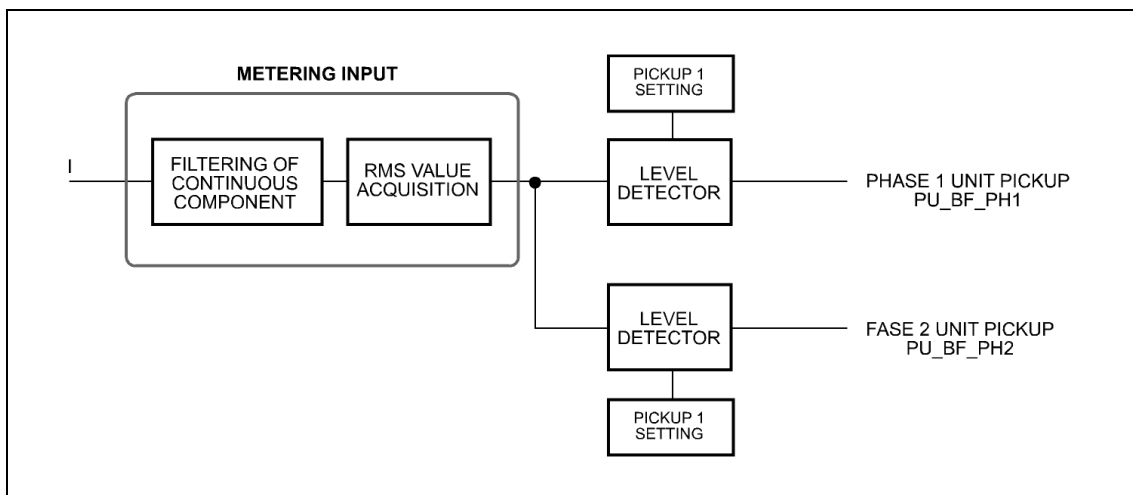 METERING INPUT
PICKUP 1
SETTING
I
FILTERING OF
CONTINUOUS
COMPONENT
RMS VALUE
ACQUISITION
LEVEL
DETECTOR
PHASE 1 UNIT PICKUP
PU_BF_PH1
LEVEL
DETECTOR
FASE 2 UNIT PICKUP
PU_BF_PH2
PICKUP 1
SETTING